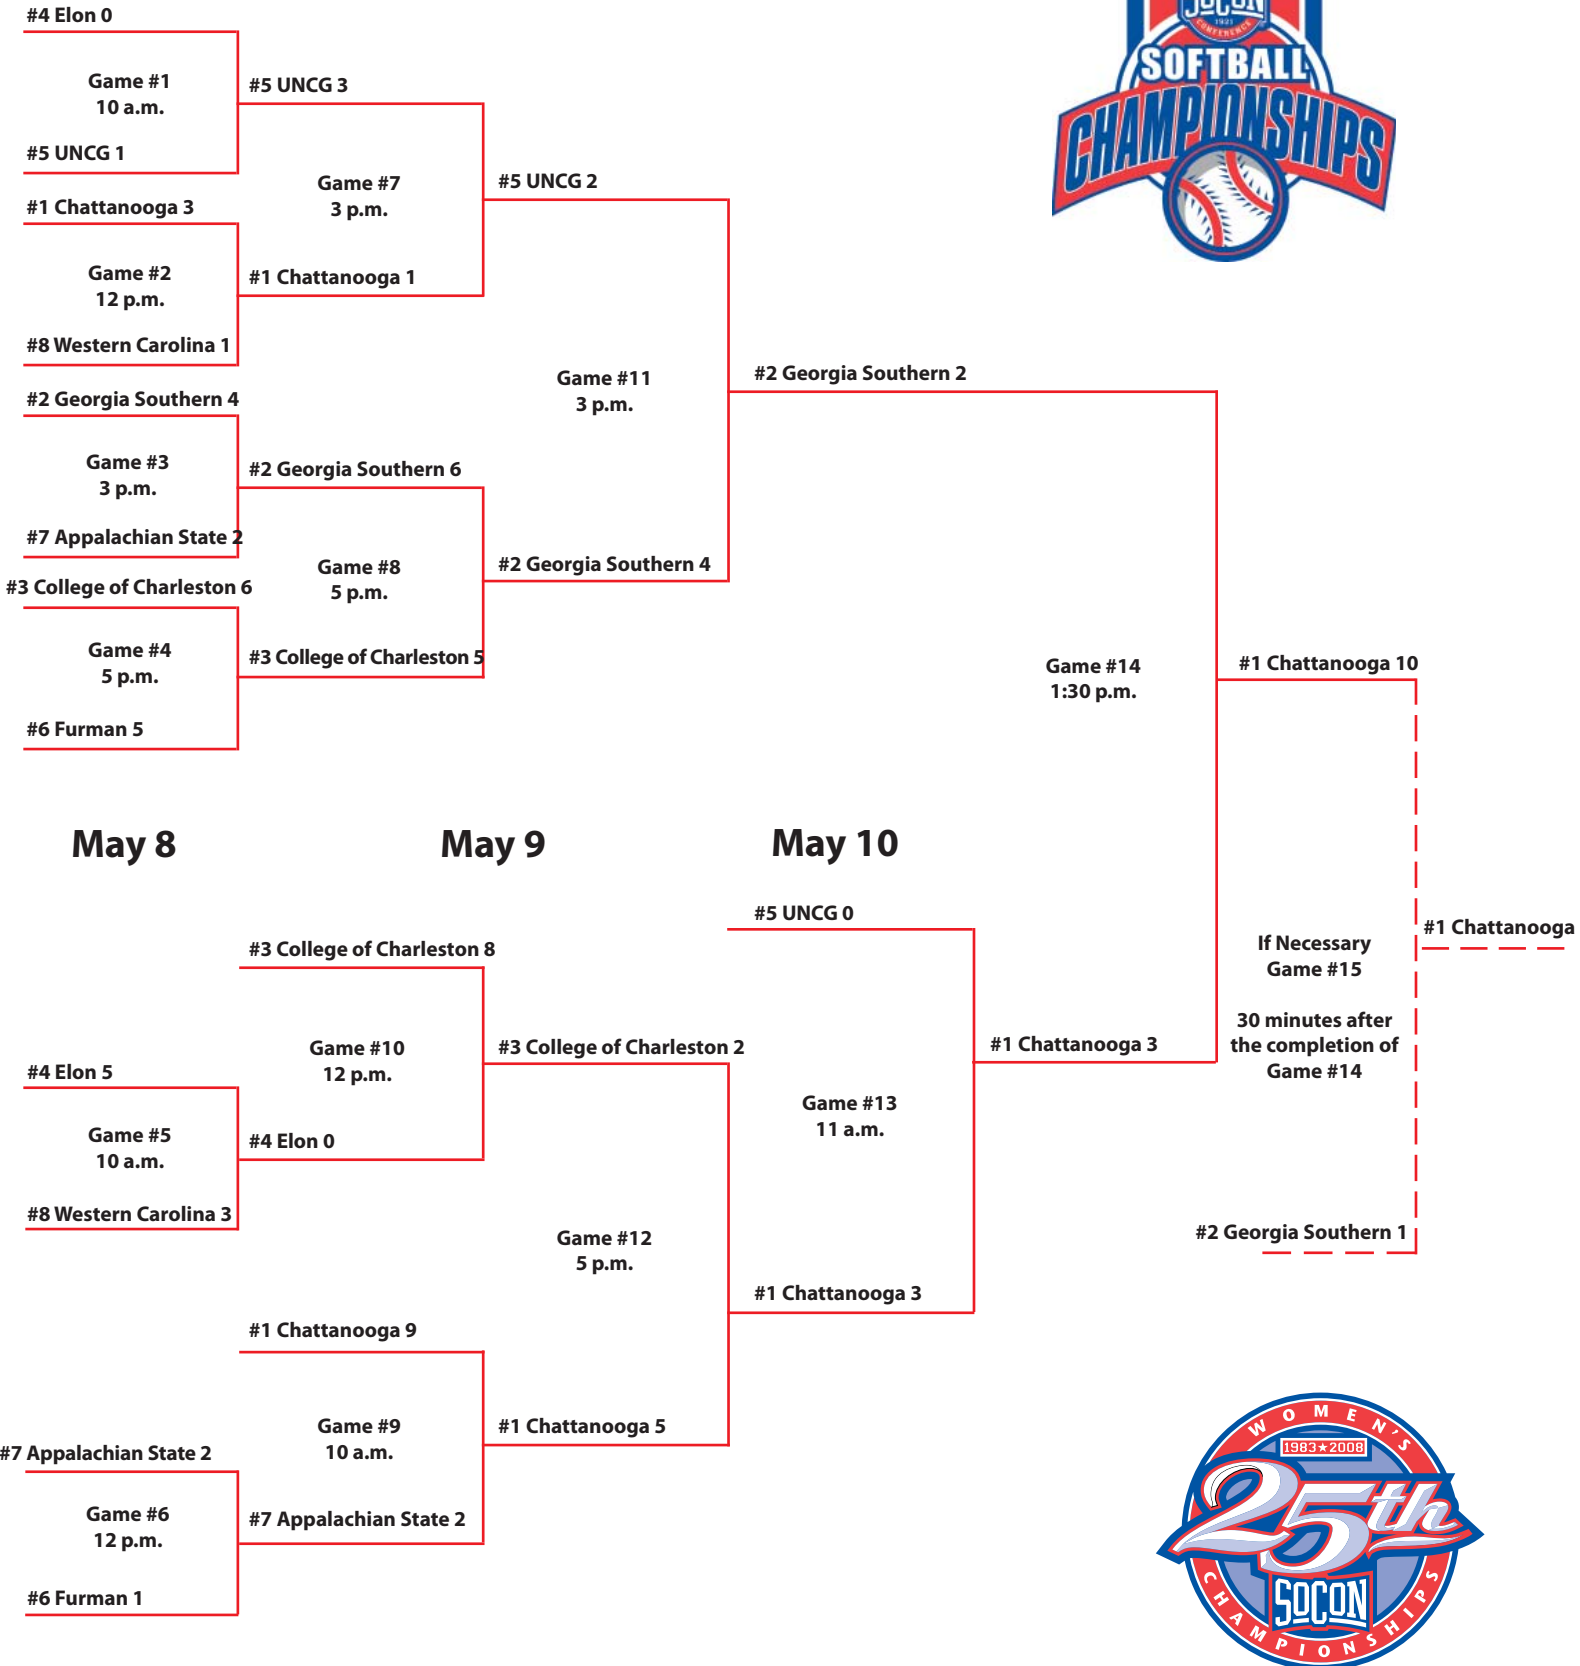 #4 Elon 0
Game #1
10 a.m.
#5 UNCG 1
#5 UNCG 3
#1 Chattanooga 3
Game #2
12 p.m.
#8 Western Carolina 1
Game #7
3 p.m.
#1 Chattanooga 1
#5 UNCG 2
#2 Georgia Southern 4
Game #3
3 p.m.
#7 Appalachian State 2
#2 Georgia Southern 6
#3 College of Charleston 6
Game #4
5 p.m.
#6 Furman 5
Game #8
5 p.m.
#3 College of Charleston 5
#2 Georgia Southern 4
Game #11
3 p.m.
#2 Georgia Southern 2
Game #14
1:30 p.m.
#1 Chattanooga 10
SOCON
1921
CONFERENCE
SOFTBALL
CHAMPIONSHIPS
May 8
May 9
May 10
#3 College of Charleston 8
Game #10
12 p.m.
#4 Elon 5
Game #5
10 a.m.
#8 Western Carolina 3
#4 Elon 0
#3 College of Charleston 2
Game #12
5 p.m.
#1 Chattanooga 9
Game #9
10 a.m.
#7 Appalachian State 2
Game #6
12 p.m.
#6 Furman 1
#7 Appalachian State 2
#1 Chattanooga 5
#5 UNCG 0
Game #13
11 a.m.
#1 Chattanooga 3
#1 Chattanooga 3
If Necessary
Game #15
30 minutes after
the completion of
Game #14
#2 Georgia Southern 1
#1 Chattanooga
WOMEN'S
1983★2008
25th
SOCON
CHAMPIONSHIPS